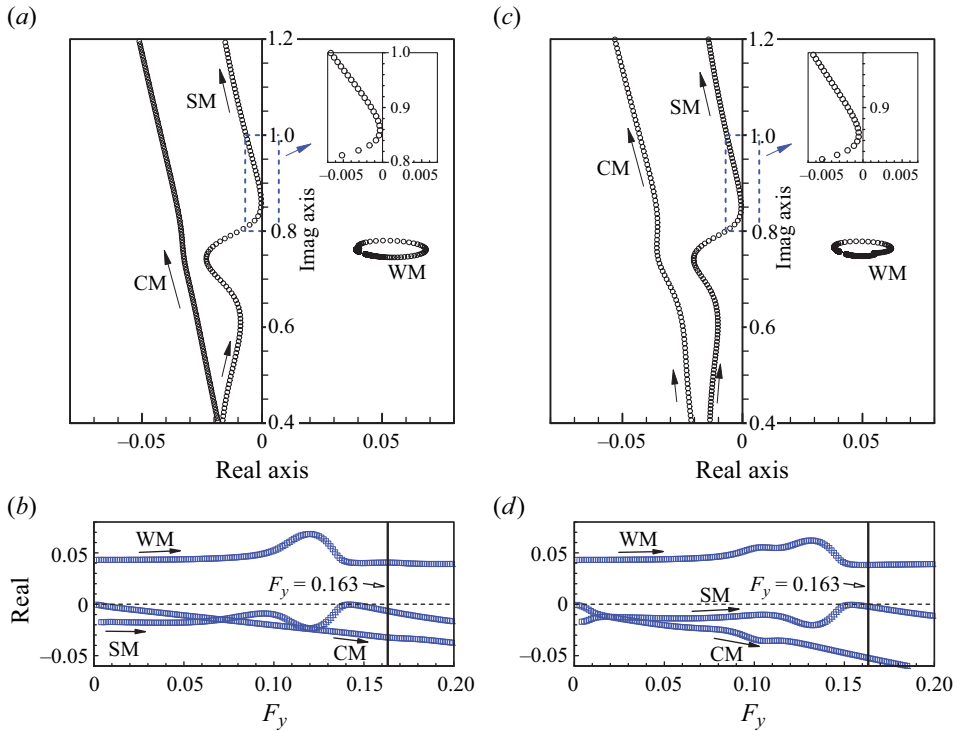 (a)
(c)
1.2
SM
1.0
0.9
0.8
−0.005
0
0.005
1.0
Imag axis
0.8
WM
CM
0.6
0.4
−0.05
0
0.05
Real axis
1.2
SM
0.9
−0.005
0
0.005
CM
1.0
Imag axis
0.8
WM
0.6
0.4
−0.05
0
0.05
Real axis
(b)
(d)
Real
0.05
WM
F_y = 0.163
0
SM
CM
−0.05
0
0.05
0.10
0.15
0.20
F_y
0.05
WM
F_y = 0.163
SM
0
CM
−0.05
0
0.05
0.10
0.15
0.20
F_y